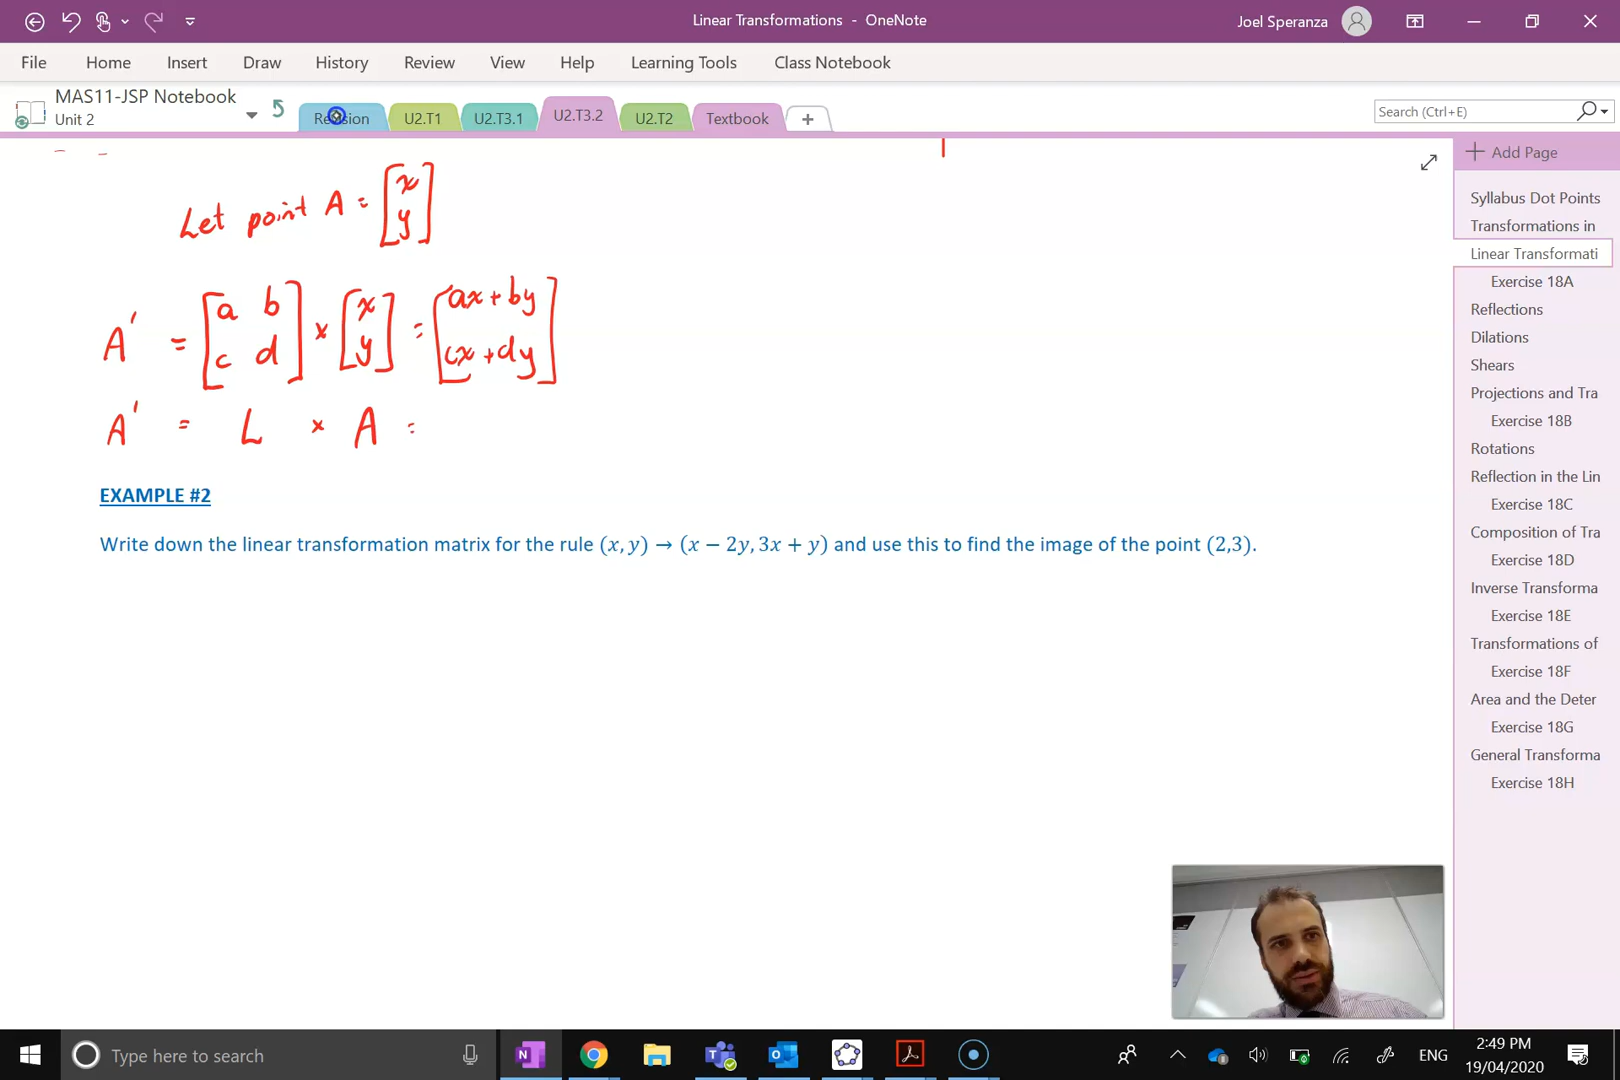 Linear Transformations - OneNote
Joel Speranza
File Home Insert Draw History Review View Help Learning Tools Class Notebook
MAS11-JSP Notebook
Unit 2
Revision U2.T1 U2.T3.1 U2.T3.2 U2.T2 Textbook +
Search (Ctrl+E)
Add Page
Syllabus Dot Points
Transformations in
Linear Transformati
Exercise 18A
Reflections
Dilations
Shears
Projections and Tra
Exercise 18B
Rotations
Reflection in the Lin
Exercise 18C
Composition of Tra
Exercise 18D
Inverse Transforma
Exercise 18E
Transformations of
Exercise 18F
Area and the Deter
Exercise 18G
General Transforma
Exercise 18H
Let point A = [x
y]
A' = [a b
c d] × [x
y] = [ax + by
cx + dy]
A' = L × A =
EXAMPLE #2
Write down the linear transformation matrix for the rule (x, y) → (x − 2y, 3x + y) and use this to find the image of the point (2,3).
Type here to search
ENG
2:49 PM
19/04/2020